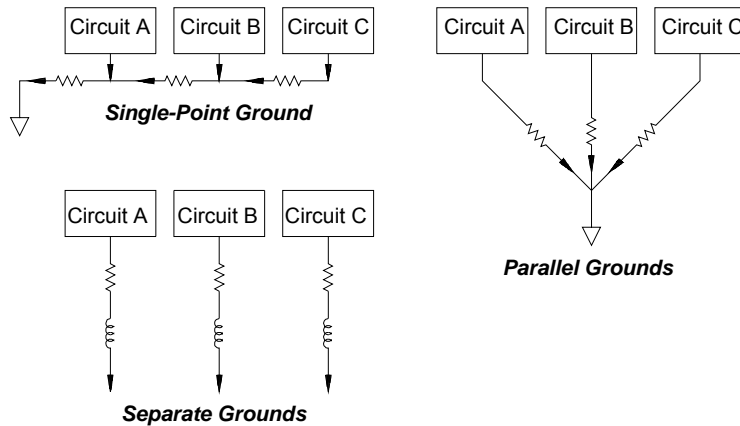 Circuit A Circuit B Circuit C
Single-Point Ground
Circuit A Circuit B Circuit C
Separate Grounds
Circuit A Circuit B Circuit C
Parallel Grounds